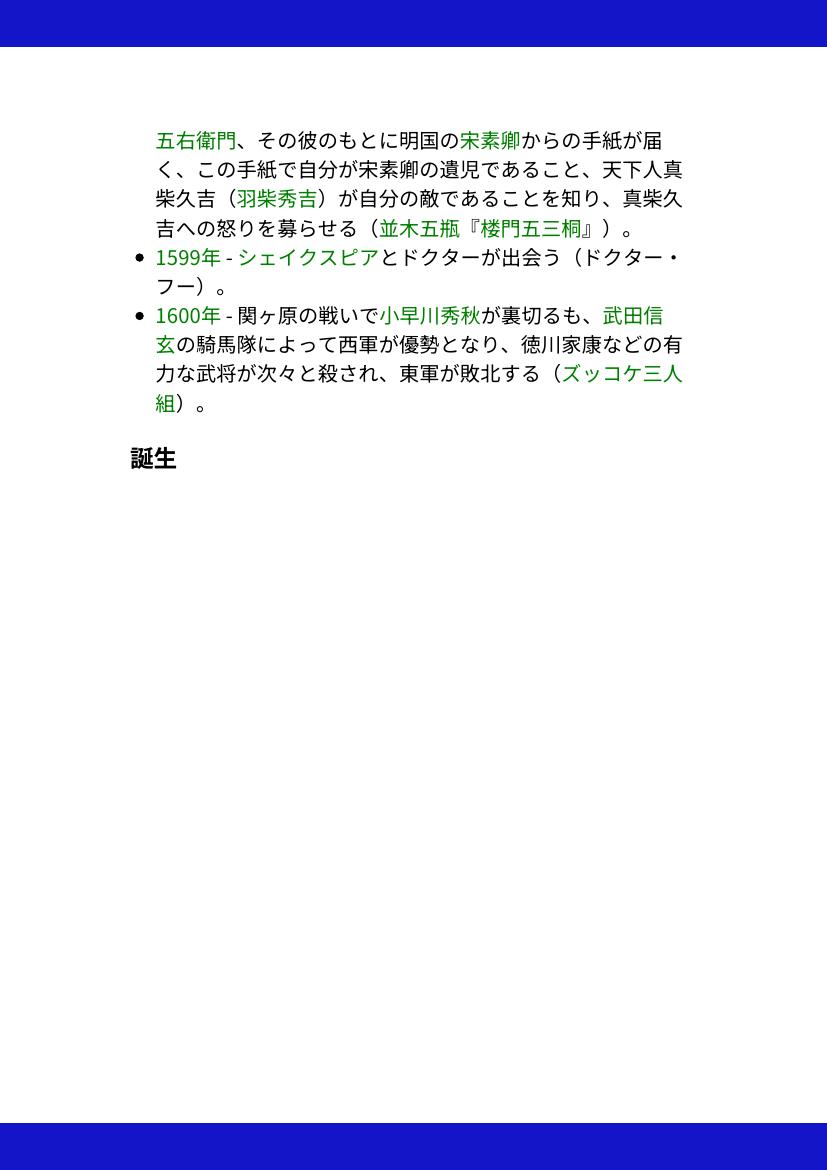 五右衛門、その彼のもとに明国の宋素卿からの手紙が届
く、この手紙で自分が宋素卿の遺児であること、天下人真
柴久吉（羽柴秀吉）が自分の敵であることを知り、真柴久
吉への怒りを募らせる（並木五瓶『楼門五三桐』）。
• 1599年 - シェイクスピアとドクターが出会う（ドクター・
フー）。
• 1600年 - 関ヶ原の戦いで小早川秀秋が裏切るも、武田信
玄の騎馬隊によって西軍が優勢となり、徳川家康などの有
力な武将が次々と殺され、東軍が敗北する（ズッコケ三人
組）。
誕生